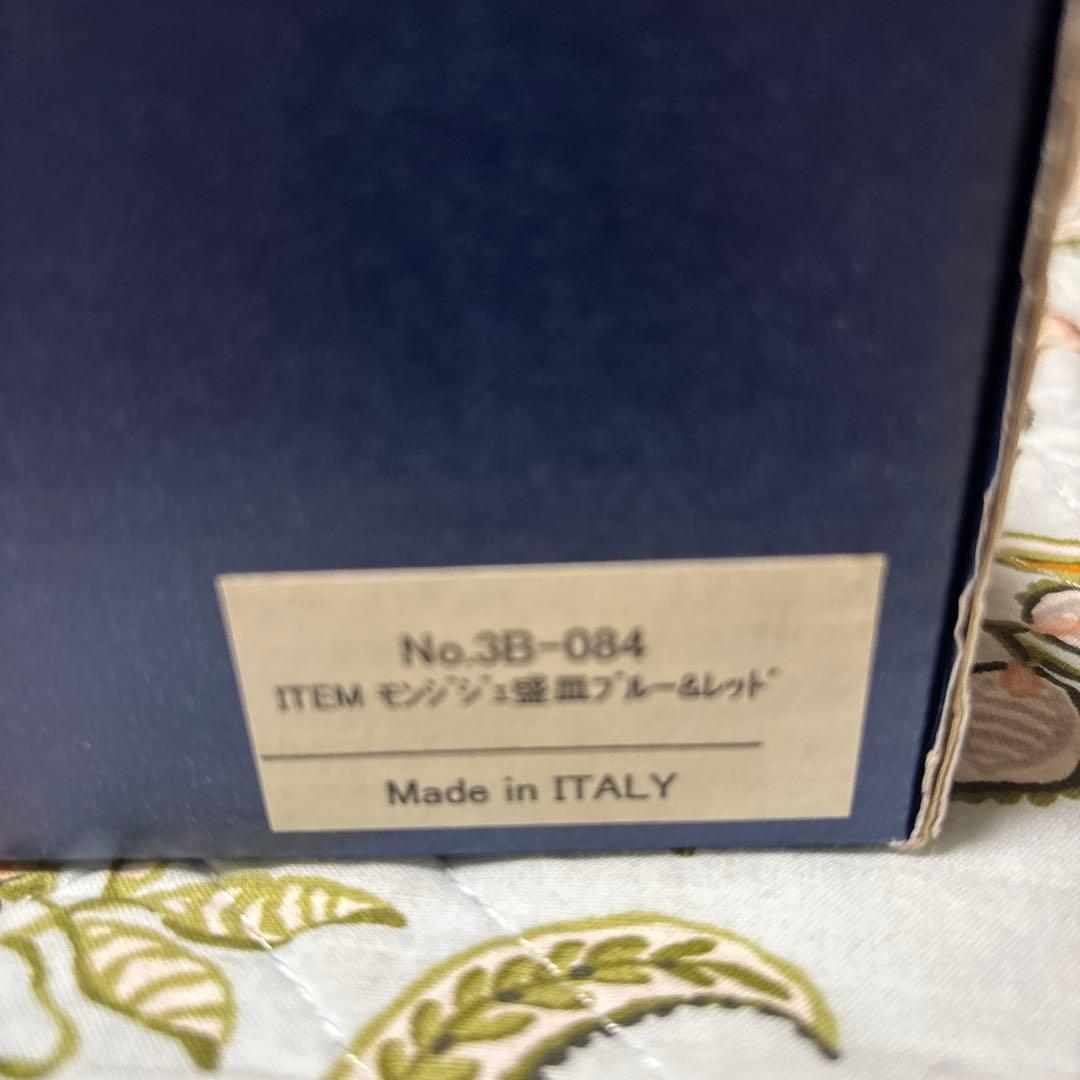 No.3B-084
ITEM ﾓﾝｼﾞｼﾞｪ盛皿ﾌﾞﾙｰ&ﾚｯﾄﾞ
Made in ITALY